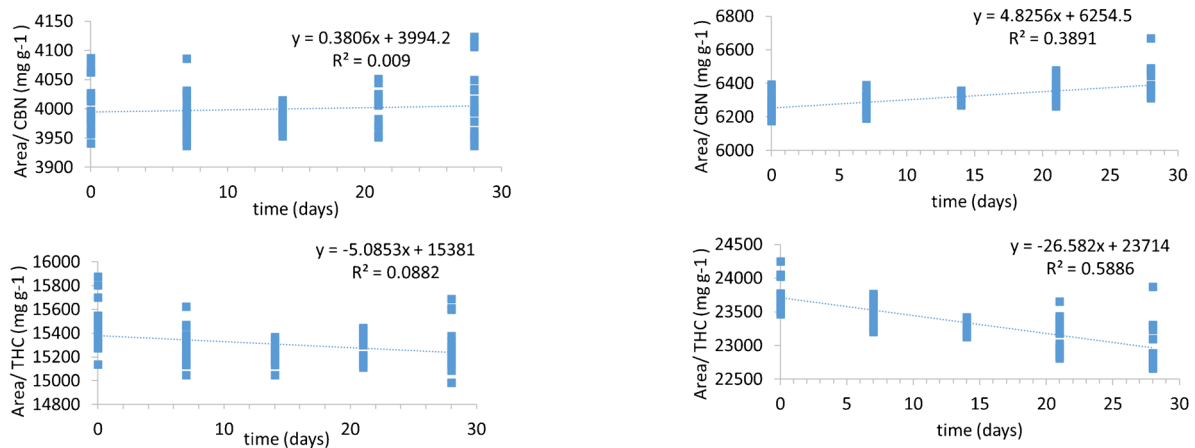 y = 0.3806x + 3994.2
R² = 0.009
Area/ CBN (mg g-1)
4150
4100
4050
4000
3950
3900
0 10 20 30
time (days)
y = 4.8256x + 6254.5
R² = 0.3891
Area/ CBN (mg g-1)
6800
6600
6400
6200
6000
0 5 10 15 20 25 30
time (days)
y = -5.0853x + 15381
R² = 0.0882
Area/ THC (mg g-1)
16000
15800
15600
15400
15200
15000
14800
0 5 10 15 20 25 30
time (days)
y = -26.582x + 23714
R² = 0.5886
Area/ THC (mg g-1)
24500
24000
23500
23000
22500
0 5 10 15 20 25 30
time (days)